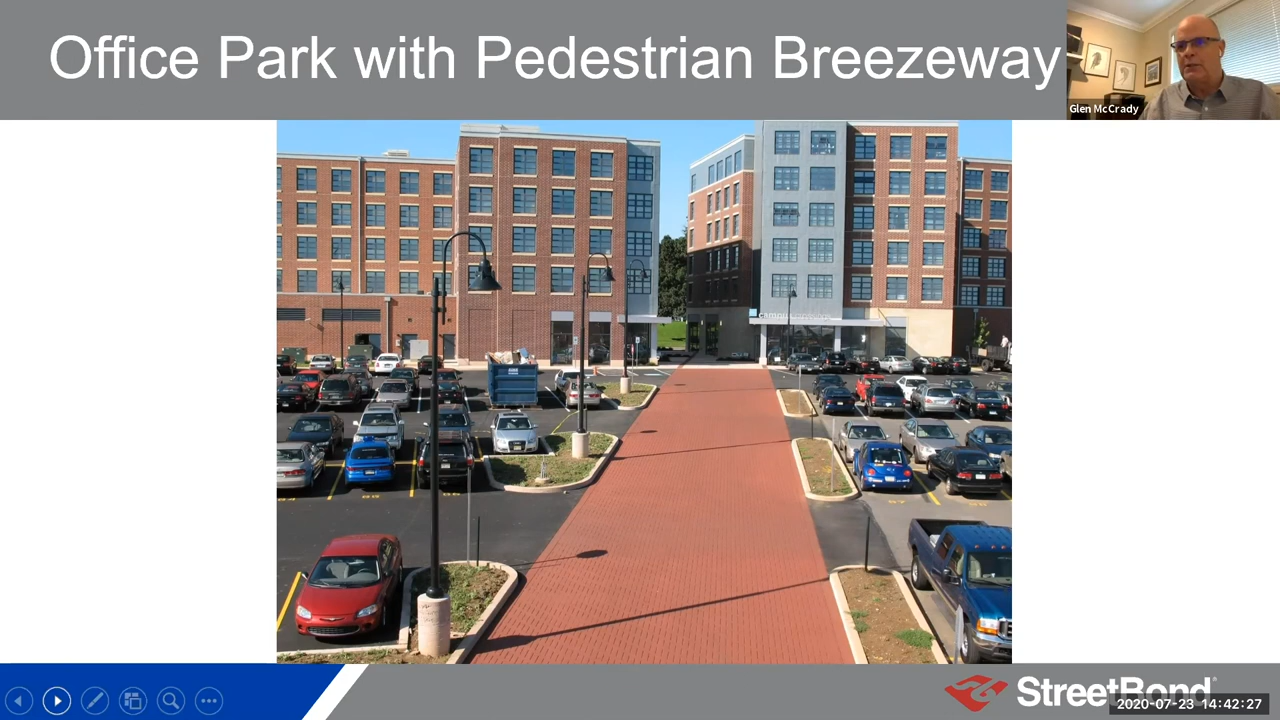 Office Park with Pedestrian Breezeway
Glen McCrady
StreetBond
2020-07-23 14:42:27